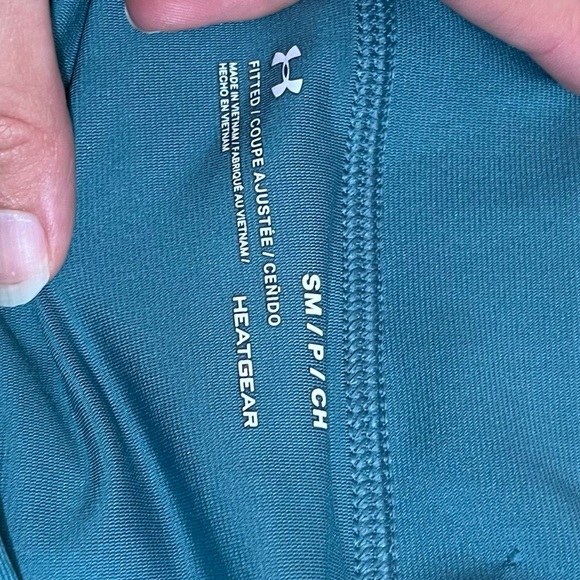 SM / P / CH
FITTED / COUPE AJUSTÉE / CEÑIDO
MADE IN VIETNAM / FABRIQUÉ AU VIETNAM /
HECHO EN VIETNAM
HEATGEAR